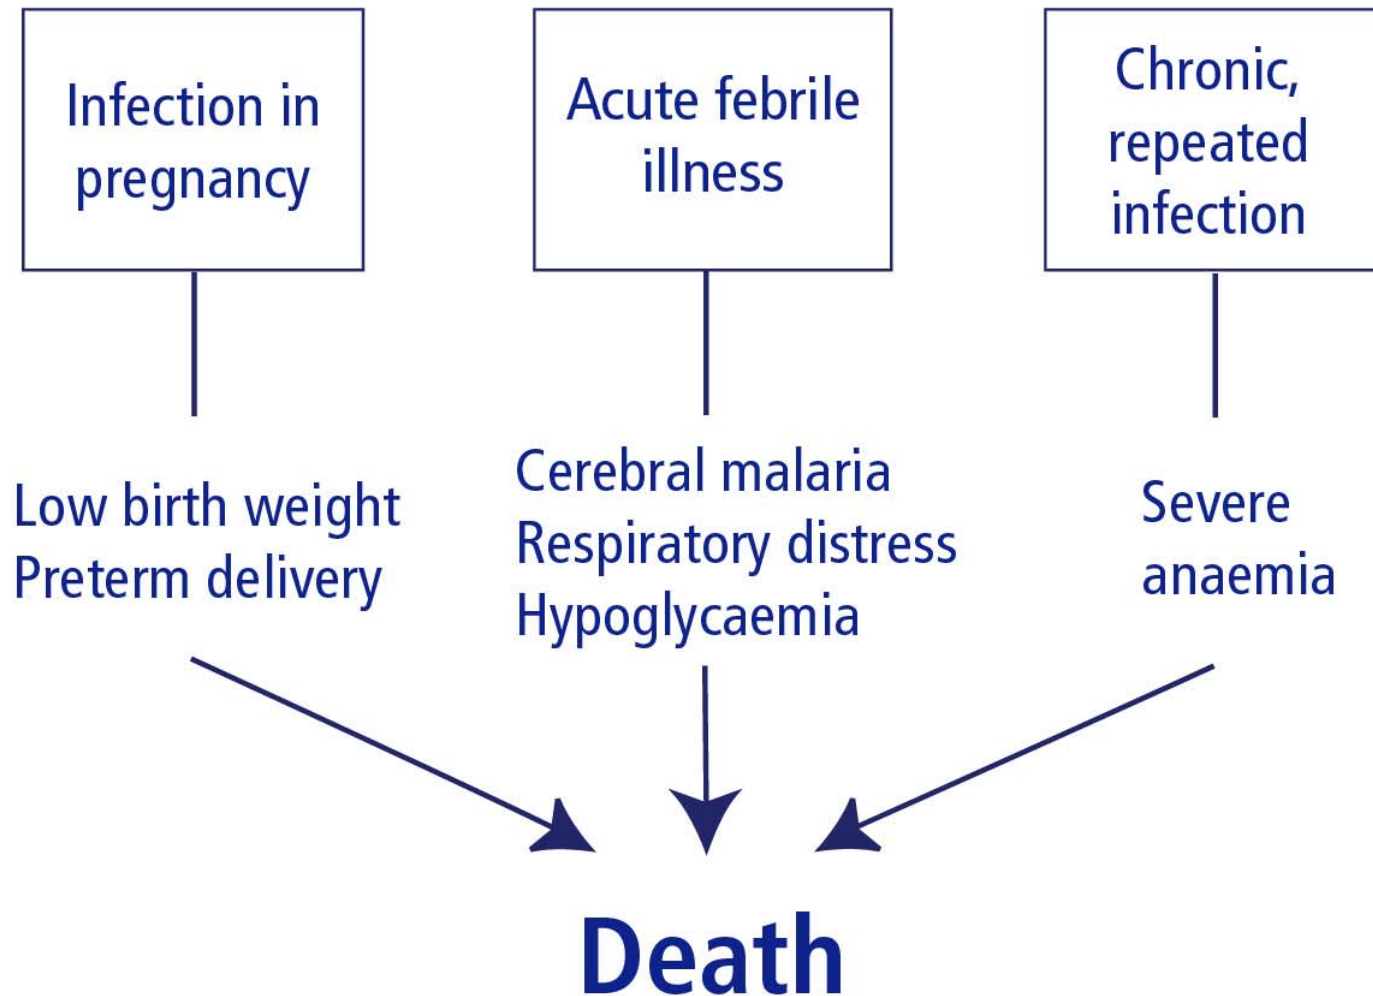 Infection in
pregnancy
Acute febrile
illness
Chronic,
repeated
infection
Low birth weight
Preterm delivery
Cerebral malaria
Respiratory distress
Hypoglycaemia
Severe
anaemia
Death